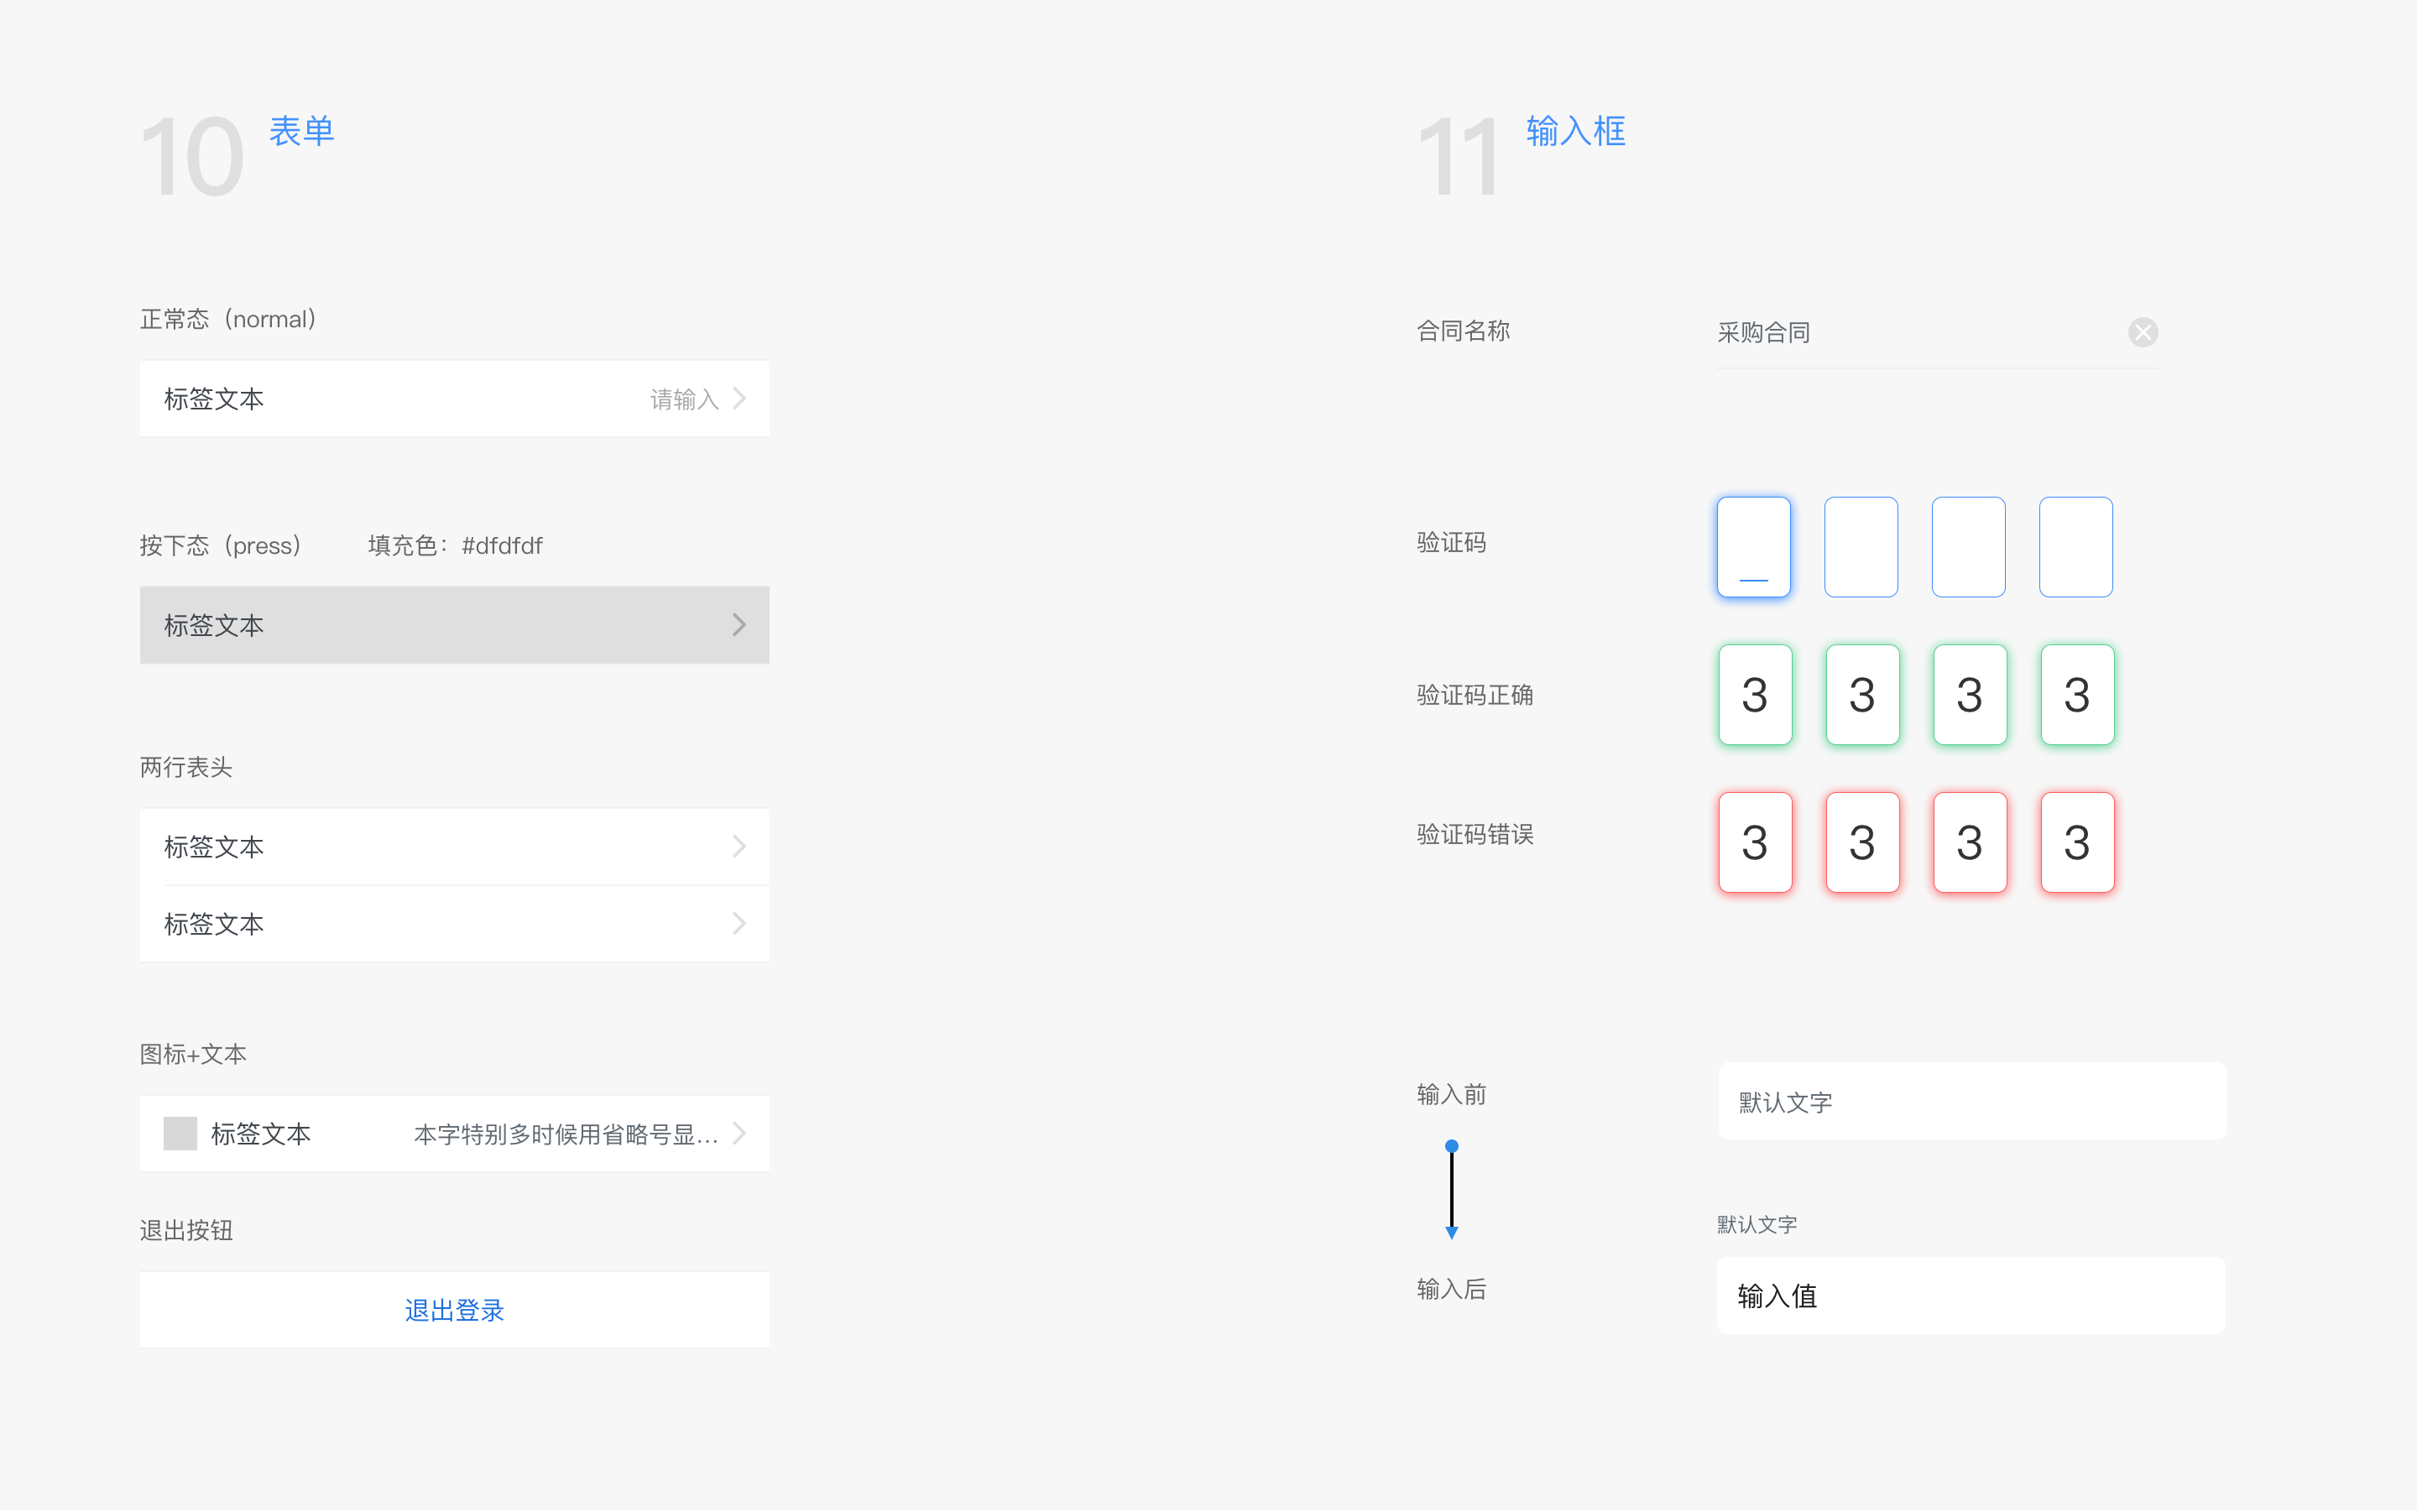 10 表单
正常态（normal）
标签文本 请输入
按下态（press） 填充色：#dfdfdf
标签文本
两行表头
标签文本
标签文本
图标+文本
标签文本 本字特别多时候用省略号显...
退出按钮
退出登录
11 输入框
合同名称 采购合同
验证码 _
验证码正确 3 3 3 3
验证码错误 3 3 3 3
输入前 默认文字
默认文字
输入后 输入值